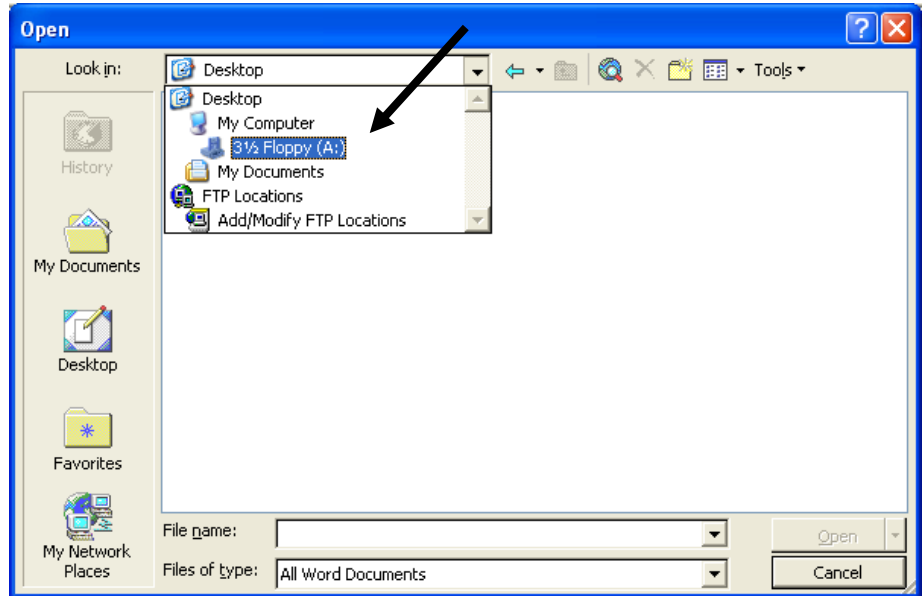 Open
Look in:
Desktop
Tools
Desktop
My Computer
3½ Floppy (A:)
My Documents
FTP Locations
Add/Modify FTP Locations
History
My Documents
Desktop
Favorites
My Network
Places
File name:
Open
Files of type:
All Word Documents
Cancel